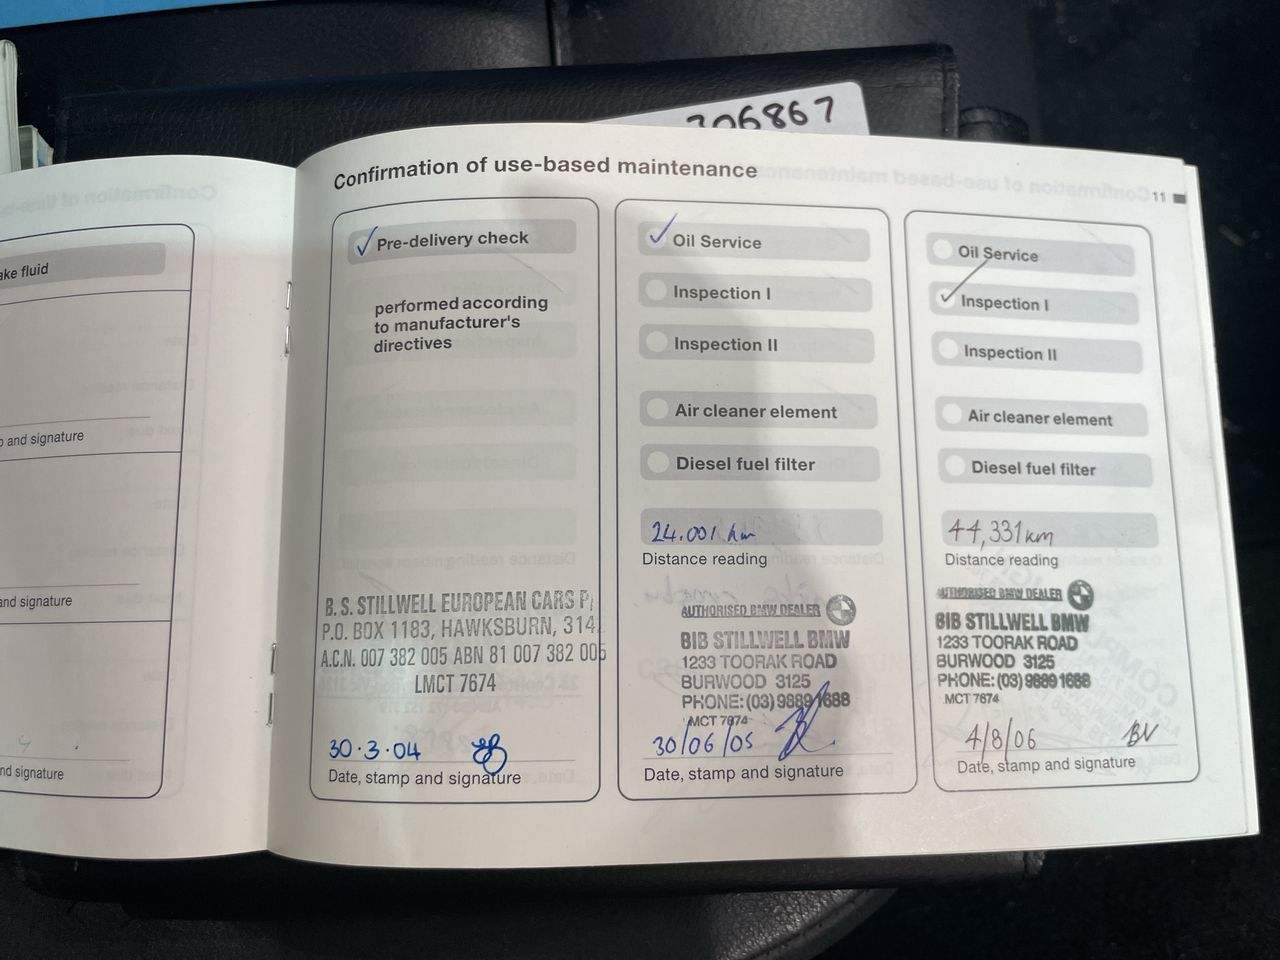 306867
Confirmation of use-based maintenance
11
ake fluid
and signature
and signature
nd signature
Pre-delivery check
performed according
to manufacturer's
directives
B. S. STILLWELL EUROPEAN CARS P
P.O. BOX 1183, HAWKSBURN, 314
A.C.N. 007 382 005 ABN 81 007 382 005
LMCT 7674
30·3·04
Date, stamp and signature
Oil Service
Inspection I
Inspection II
Air cleaner element
Diesel fuel filter
24.001 km
Distance reading
AUTHORISED BMW DEALER
BIB STILLWELL BMW
1233 TOORAK ROAD
BURWOOD 3125
PHONE: (03) 9889 1688
MCT 7674
30/06/05
Date, stamp and signature
Oil Service
Inspection I
Inspection II
Air cleaner element
Diesel fuel filter
44,331 km
Distance reading
AUTHORISED BMW DEALER
BIB STILLWELL BMW
1233 TOORAK ROAD
BURWOOD 3125
PHONE: (03) 9889 1688
MCT 7674
4/8/06 BN
Date, stamp and signature